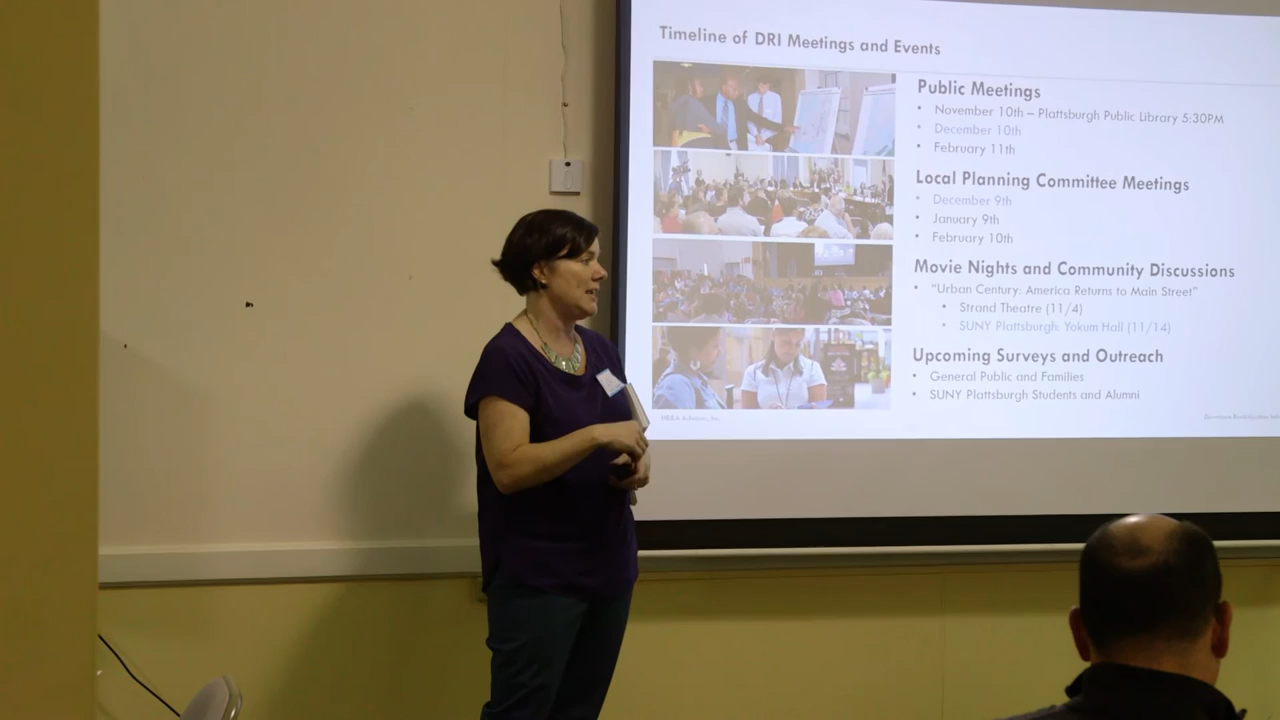 Timeline of DRI Meetings and Events
Public Meetings
• November 10th – Plattsburgh Public Library 5:30PM
• December 10th
• February 11th
Local Planning Committee Meetings
• December 9th
• January 9th
• February 10th
Movie Nights and Community Discussions
• "Urban Century: America Returns to Main Street"
• Strand Theatre (11/4)
• SUNY Plattsburgh: Yokum Hall (11/14)
Upcoming Surveys and Outreach
• General Public and Families
• SUNY Plattsburgh Students and Alumni